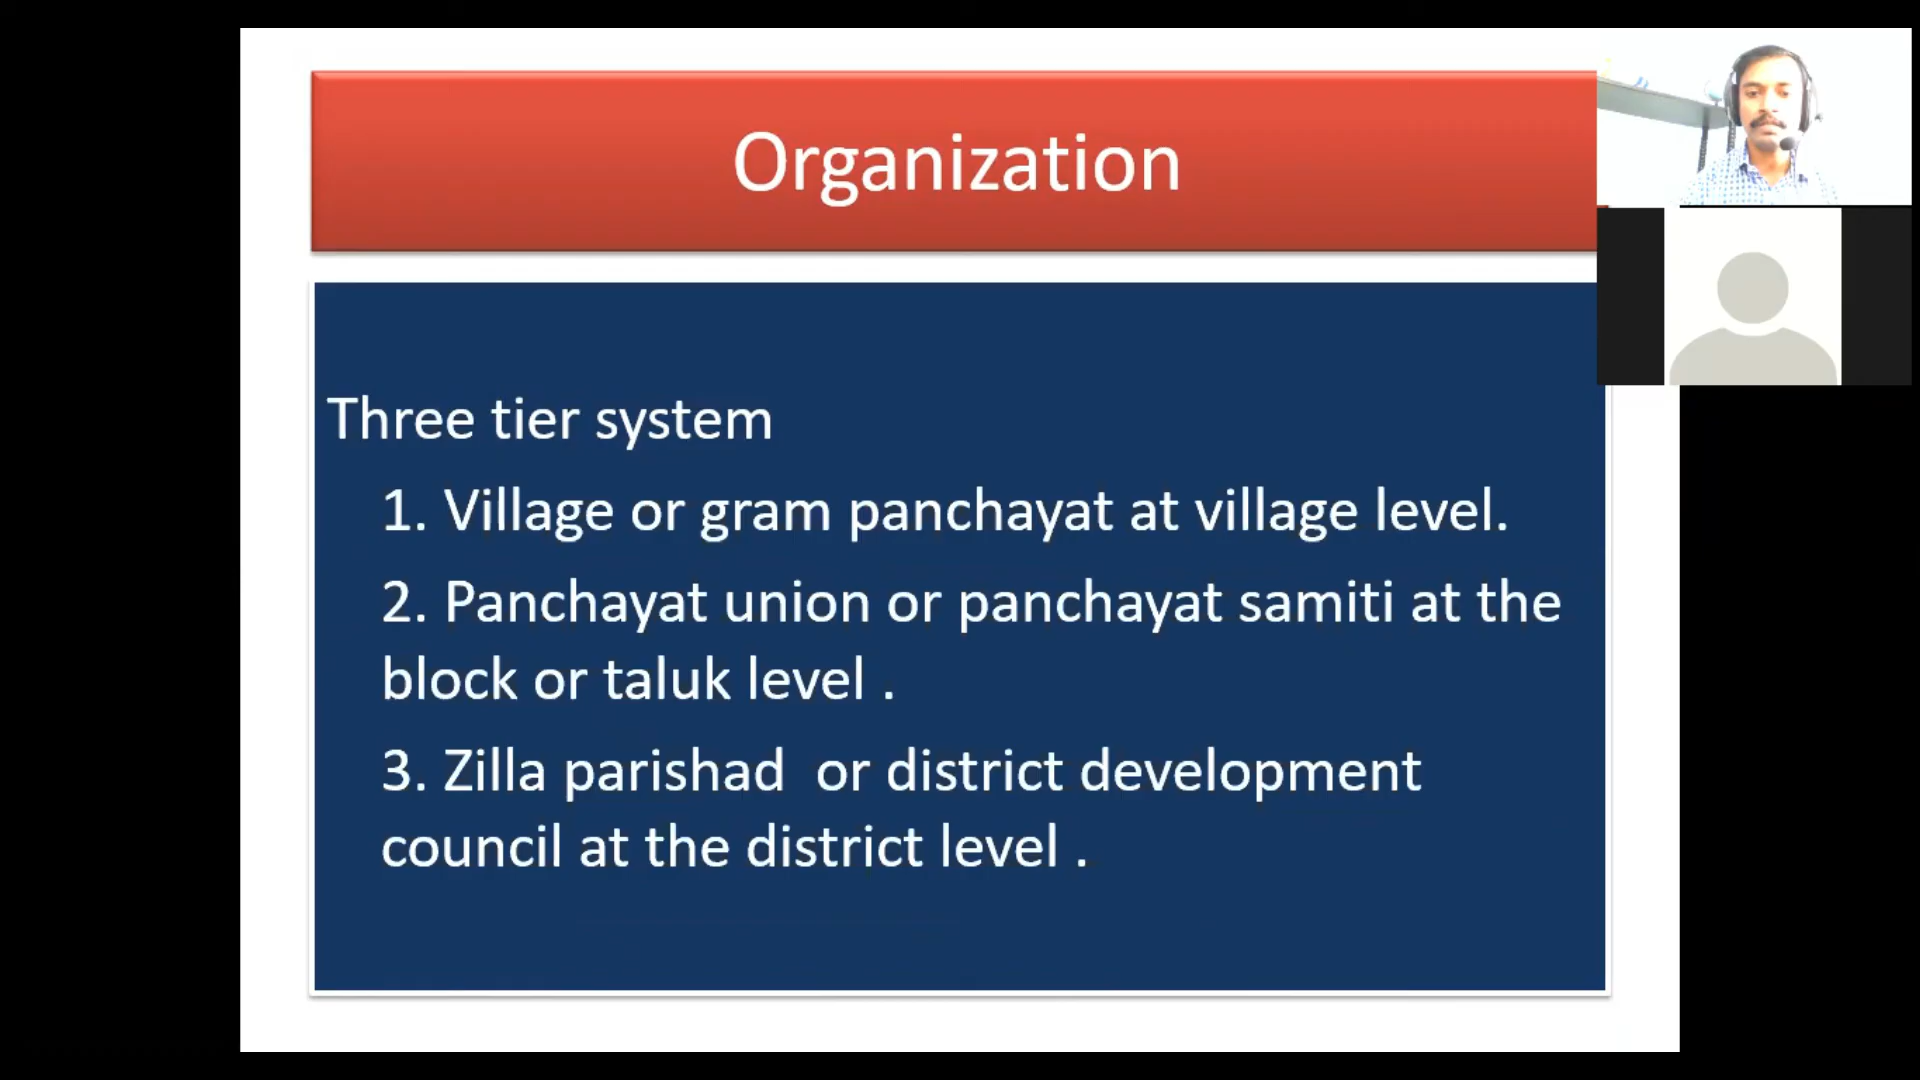 Organization
Three tier system
1. Village or gram panchayat at village level.
2. Panchayat union or panchayat samiti at the
block or taluk level .
3. Zilla parishad  or district development
council at the district level .